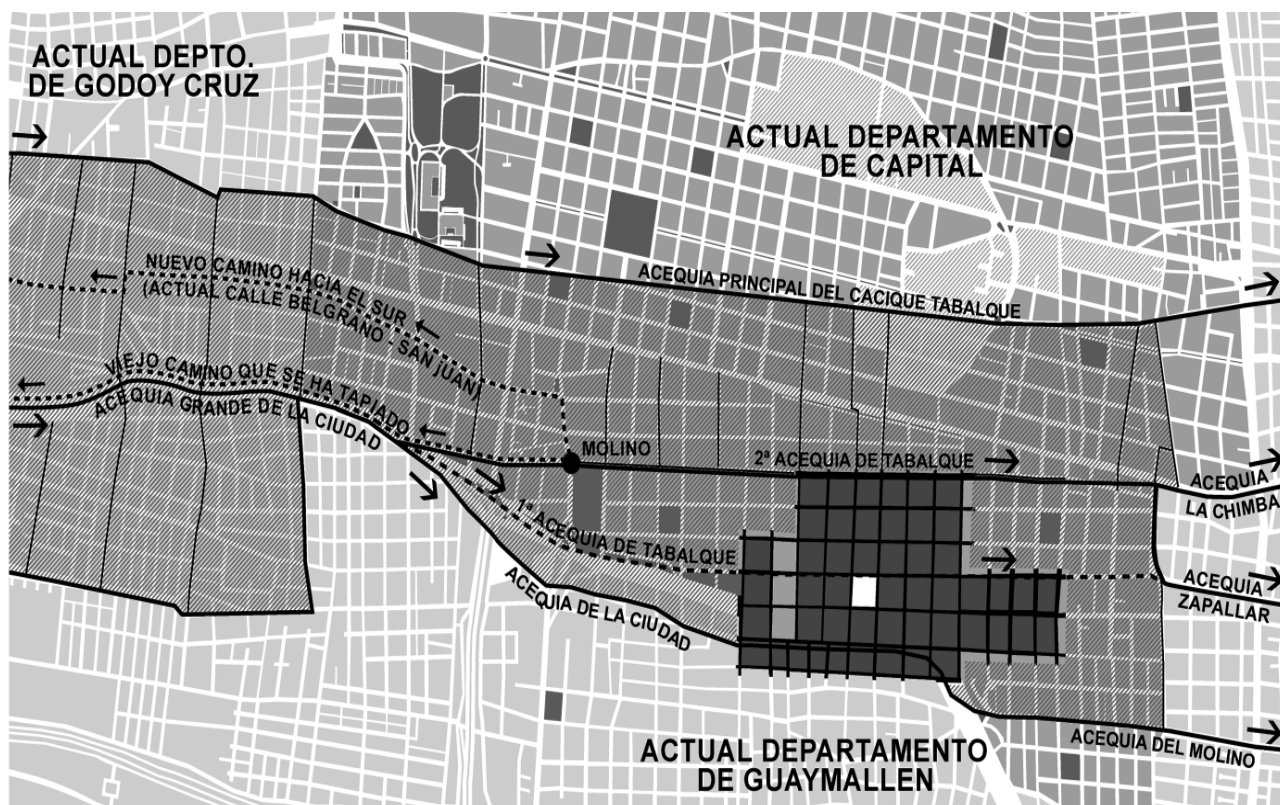 ACTUAL DEPTO.
DE GODOY CRUZ
ACTUAL DEPARTAMENTO
DE CAPITAL
NUEVO CAMINO HACIA EL SUR
(ACTUAL CALLE BELGRANO - SAN JUAN)
ACEQUIA PRINCIPAL DEL CACIQUE TABALQUE
VIEJO CAMINO QUE SE HA TAPIADO
ACEQUIA GRANDE DE LA CIUDAD
MOLINO
2ª ACEQUIA DE TABALQUE
ACEQUIA
LA CHIMBA
1ª ACEQUIA DE TABALQUE
ACEQUIA DE LA CIUDAD
ACEQUIA
ZAPALLAR
ACTUAL DEPARTAMENTO
DE GUAYMALLEN
ACEQUIA DEL MOLINO